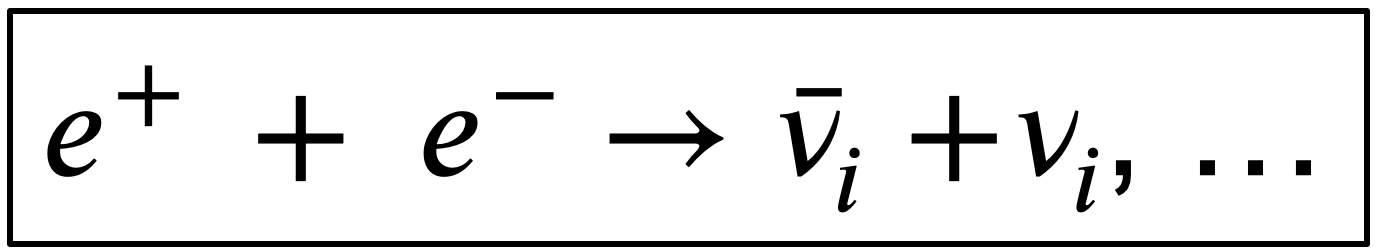 e⁺ + e⁻ → ν̄ᵢ + νᵢ, ...